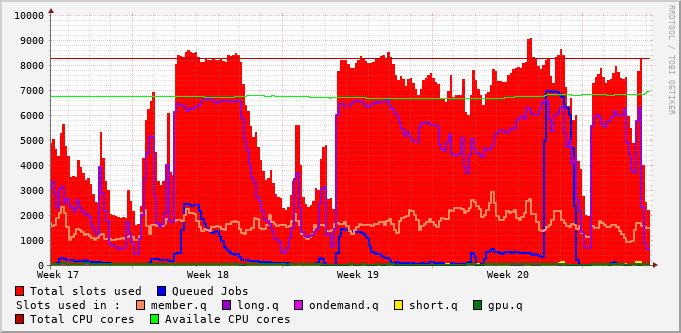 10000
9000
8000
7000
6000
5000
4000
3000
2000
1000
0
Week 17 Week 18 Week 19 Week 20
Total slots used Queued Jobs
Slots used in : member.q long.q ondemand.q short.q gpu.q
Total CPU cores Availale CPU cores
RRDTOOL / TOBI OETIKER